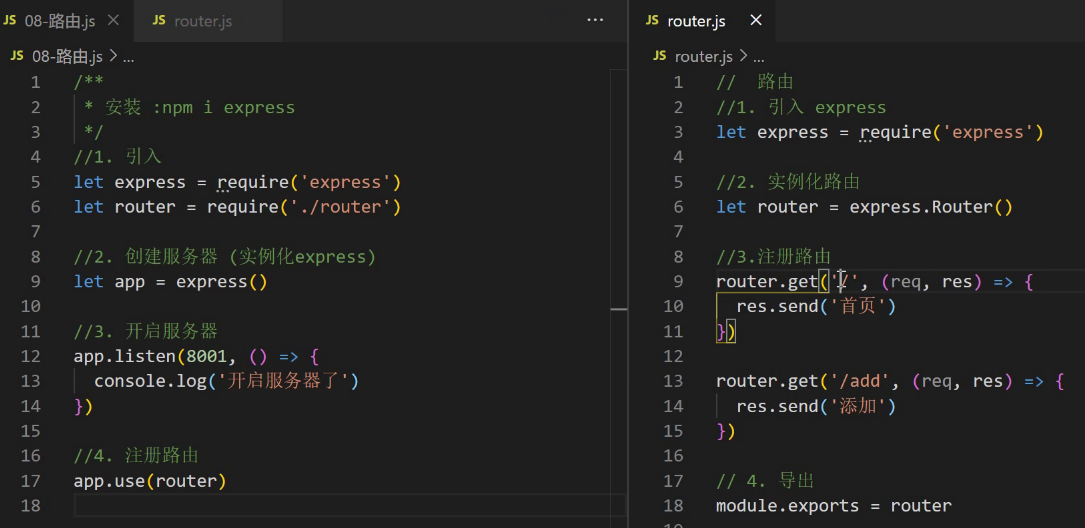 JS 08-路由.js ×
JS router.js
...
JS 08-路由.js > ...
1 /**
2  * 安装 :npm i express
3  */
4 //1. 引入
5 let express = require('express')
6 let router = require('./router')
7
8 //2. 创建服务器 (实例化express)
9 let app = express()
10
11 //3. 开启服务器
12 app.listen(8001, () => {
13   console.log('开启服务器了')
14 })
15
16 //4. 注册路由
17 app.use(router)
18
JS router.js ×
JS router.js > ...
1 //  路由
2 //1. 引入 express
3 let express = require('express')
4
5 //2. 实例化路由
6 let router = express.Router()
7
8 //3.注册路由
9 router.get('/', (req, res) => {
10   res.send('首页')
11 })
12
13 router.get('/add', (req, res) => {
14   res.send('添加')
15 })
16
17 // 4. 导出
18 module.exports = router